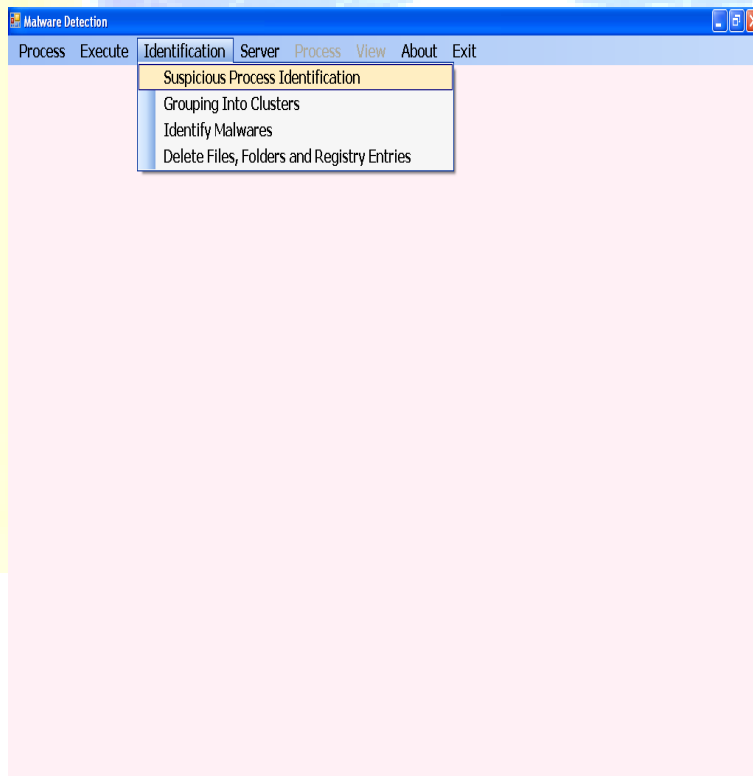 Malware Detection
Process Execute Identification Server Process View About Exit
Suspicious Process Identification
Grouping Into Clusters
Identify Malwares
Delete Files, Folders and Registry Entries